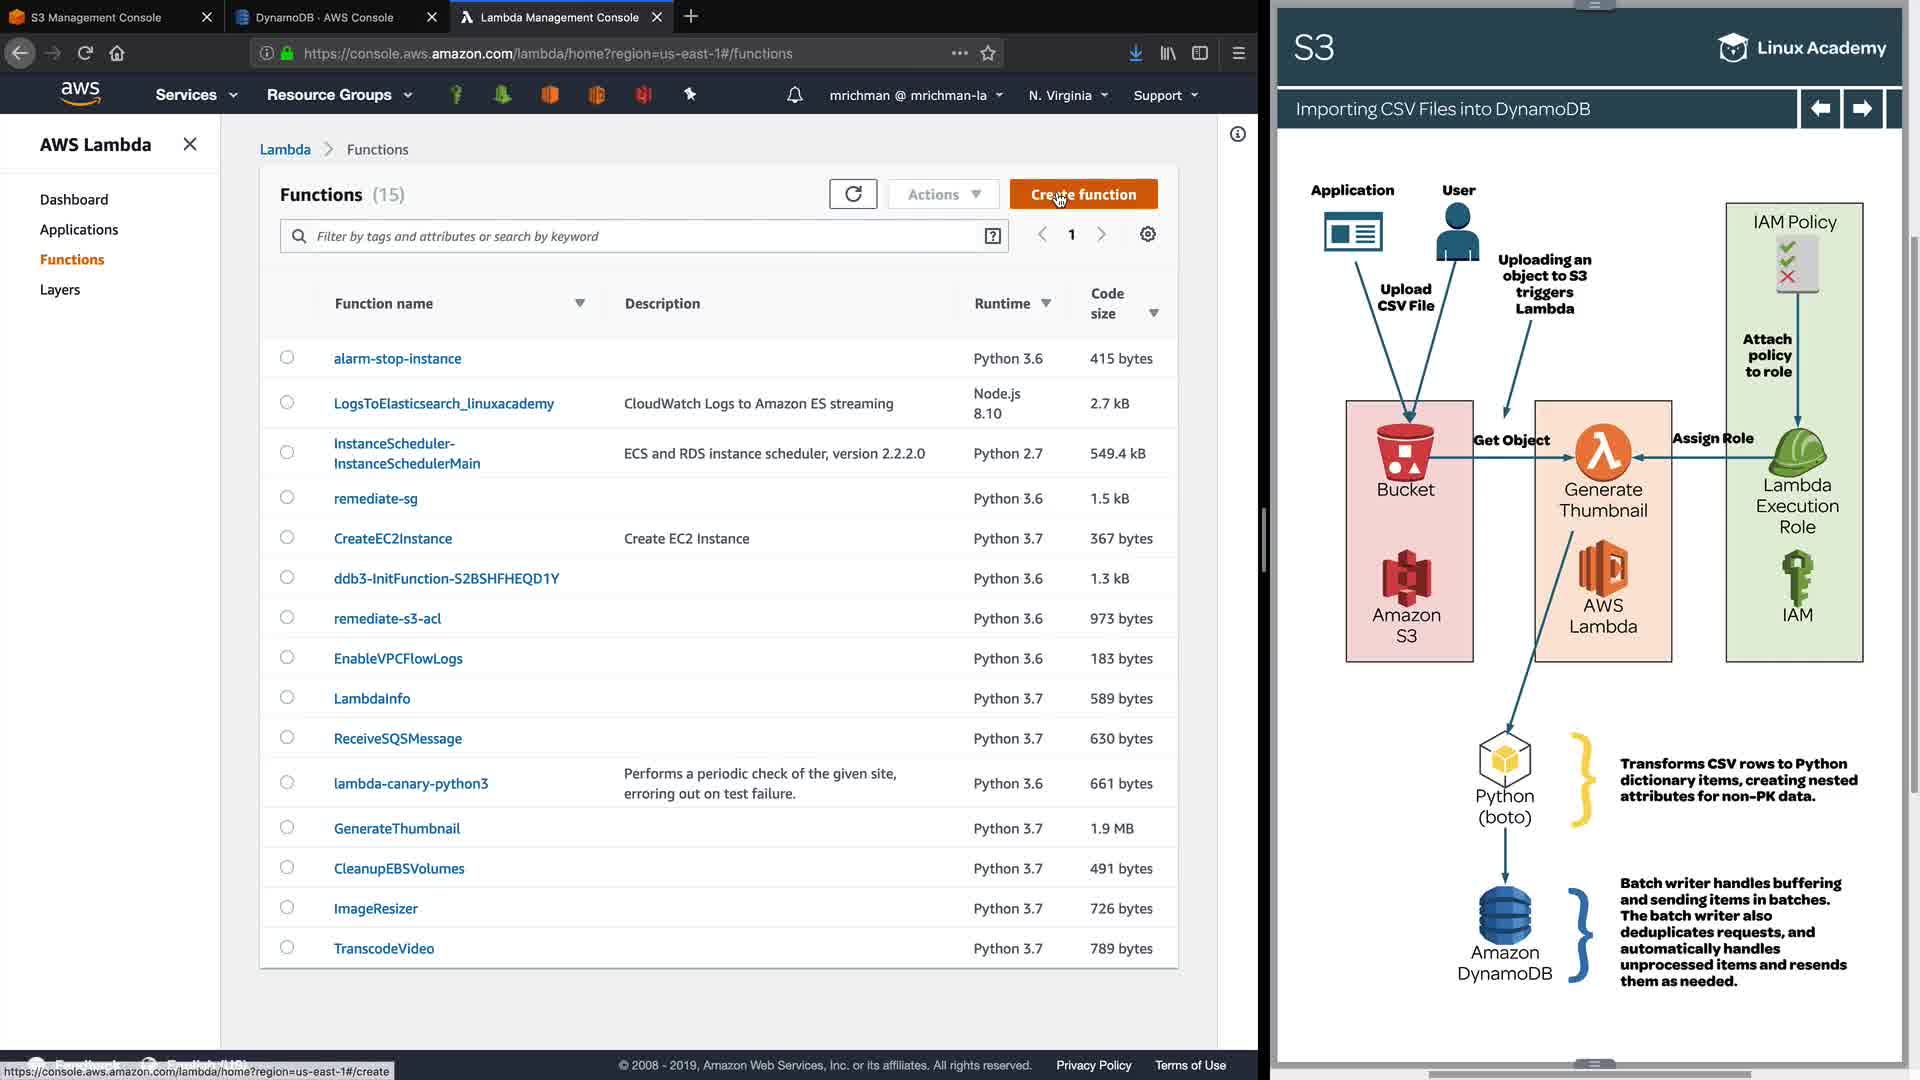 S3 Management Console
DynamoDB · AWS Console
Lambda Management Console
https://console.aws.amazon.com/lambda/home?region=us-east-1#/functions
aws
Services
Resource Groups
mrichman @ mrichman-la
N. Virginia
Support
AWS Lambda
Dashboard
Applications
Functions
Layers
Lambda > Functions
Functions (15)
Actions
Create function
Filter by tags and attributes or search by keyword
1
Function name Description Runtime Code size
alarm-stop-instance Python 3.6 415 bytes
LogsToElasticsearch_linuxacademy CloudWatch Logs to Amazon ES streaming Node.js 8.10 2.7 kB
InstanceScheduler-
InstanceSchedulerMain ECS and RDS instance scheduler, version 2.2.2.0 Python 2.7 549.4 kB
remediate-sg Python 3.6 1.5 kB
CreateEC2Instance Create EC2 Instance Python 3.7 367 bytes
ddb3-InitFunction-S2BSHFHEQD1Y Python 3.6 1.3 kB
remediate-s3-acl Python 3.6 973 bytes
EnableVPCFlowLogs Python 3.6 183 bytes
LambdaInfo Python 3.7 589 bytes
ReceiveSQSMessage Python 3.7 630 bytes
lambda-canary-python3 Performs a periodic check of the given site,
erroring out on test failure. Python 3.6 661 bytes
GenerateThumbnail Python 3.7 1.9 MB
CleanupEBSVolumes Python 3.7 491 bytes
ImageResizer Python 3.7 726 bytes
TranscodeVideo Python 3.7 789 bytes
© 2008 - 2019, Amazon Web Services, Inc. or its affiliates. All rights reserved.
Privacy Policy
Terms of Use
https://console.aws.amazon.com/lambda/home?region=us-east-1#/create
S3
Linux Academy
Importing CSV Files into DynamoDB
Application
User
IAM Policy
Uploading an
object to S3
triggers
Lambda
Upload
CSV File
Attach
policy
to role
Get Object
Assign Role
Bucket
Generate
Thumbnail
Lambda
Execution
Role
Amazon
S3
AWS
Lambda
IAM
Python
(boto)
Transforms CSV rows to Python
dictionary items, creating nested
attributes for non-PK data.
Amazon
DynamoDB
Batch writer handles buffering
and sending items in batches.
The batch writer also
deduplicates requests, and
automatically handles
unprocessed items and resends
them as needed.